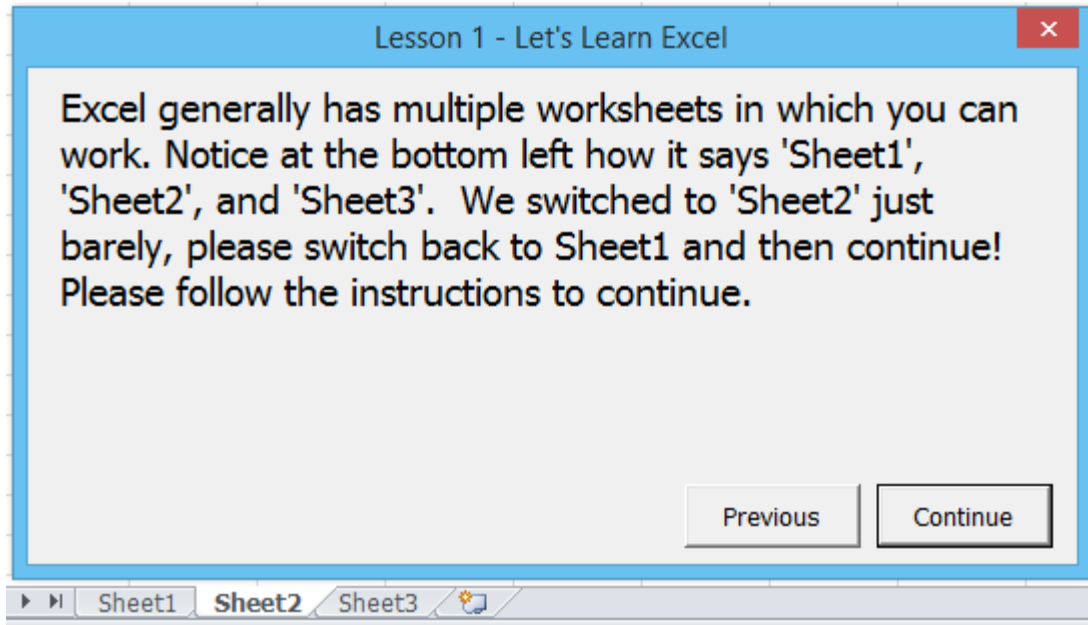 Lesson 1 - Let's Learn Excel
Excel generally has multiple worksheets in which you can
work. Notice at the bottom left how it says 'Sheet1',
'Sheet2', and 'Sheet3'.  We switched to 'Sheet2' just
barely, please switch back to Sheet1 and then continue!
Please follow the instructions to continue.
Previous Continue
Sheet1 Sheet2 Sheet3